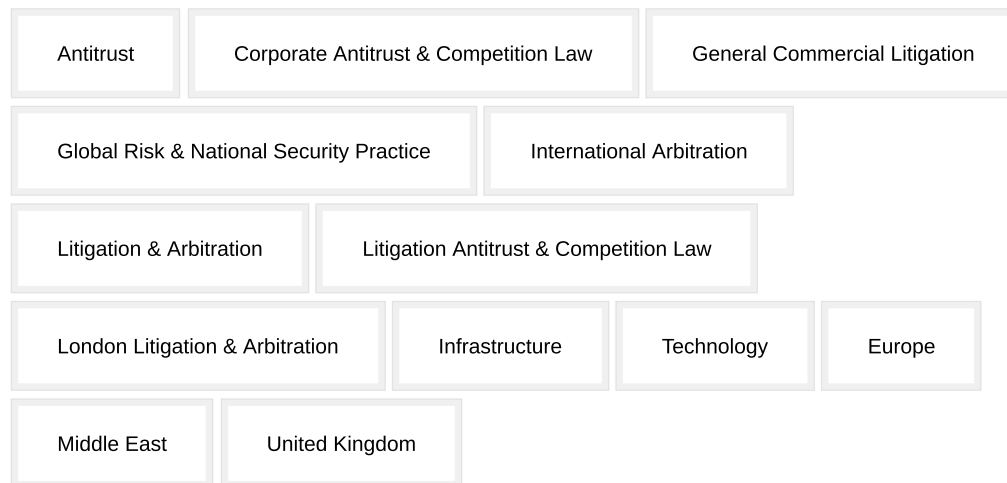 Antitrust Corporate Antitrust & Competition Law General Commercial Litigation
Global Risk & National Security Practice International Arbitration
Litigation & Arbitration Litigation Antitrust & Competition Law
London Litigation & Arbitration Infrastructure Technology Europe
Middle East United Kingdom